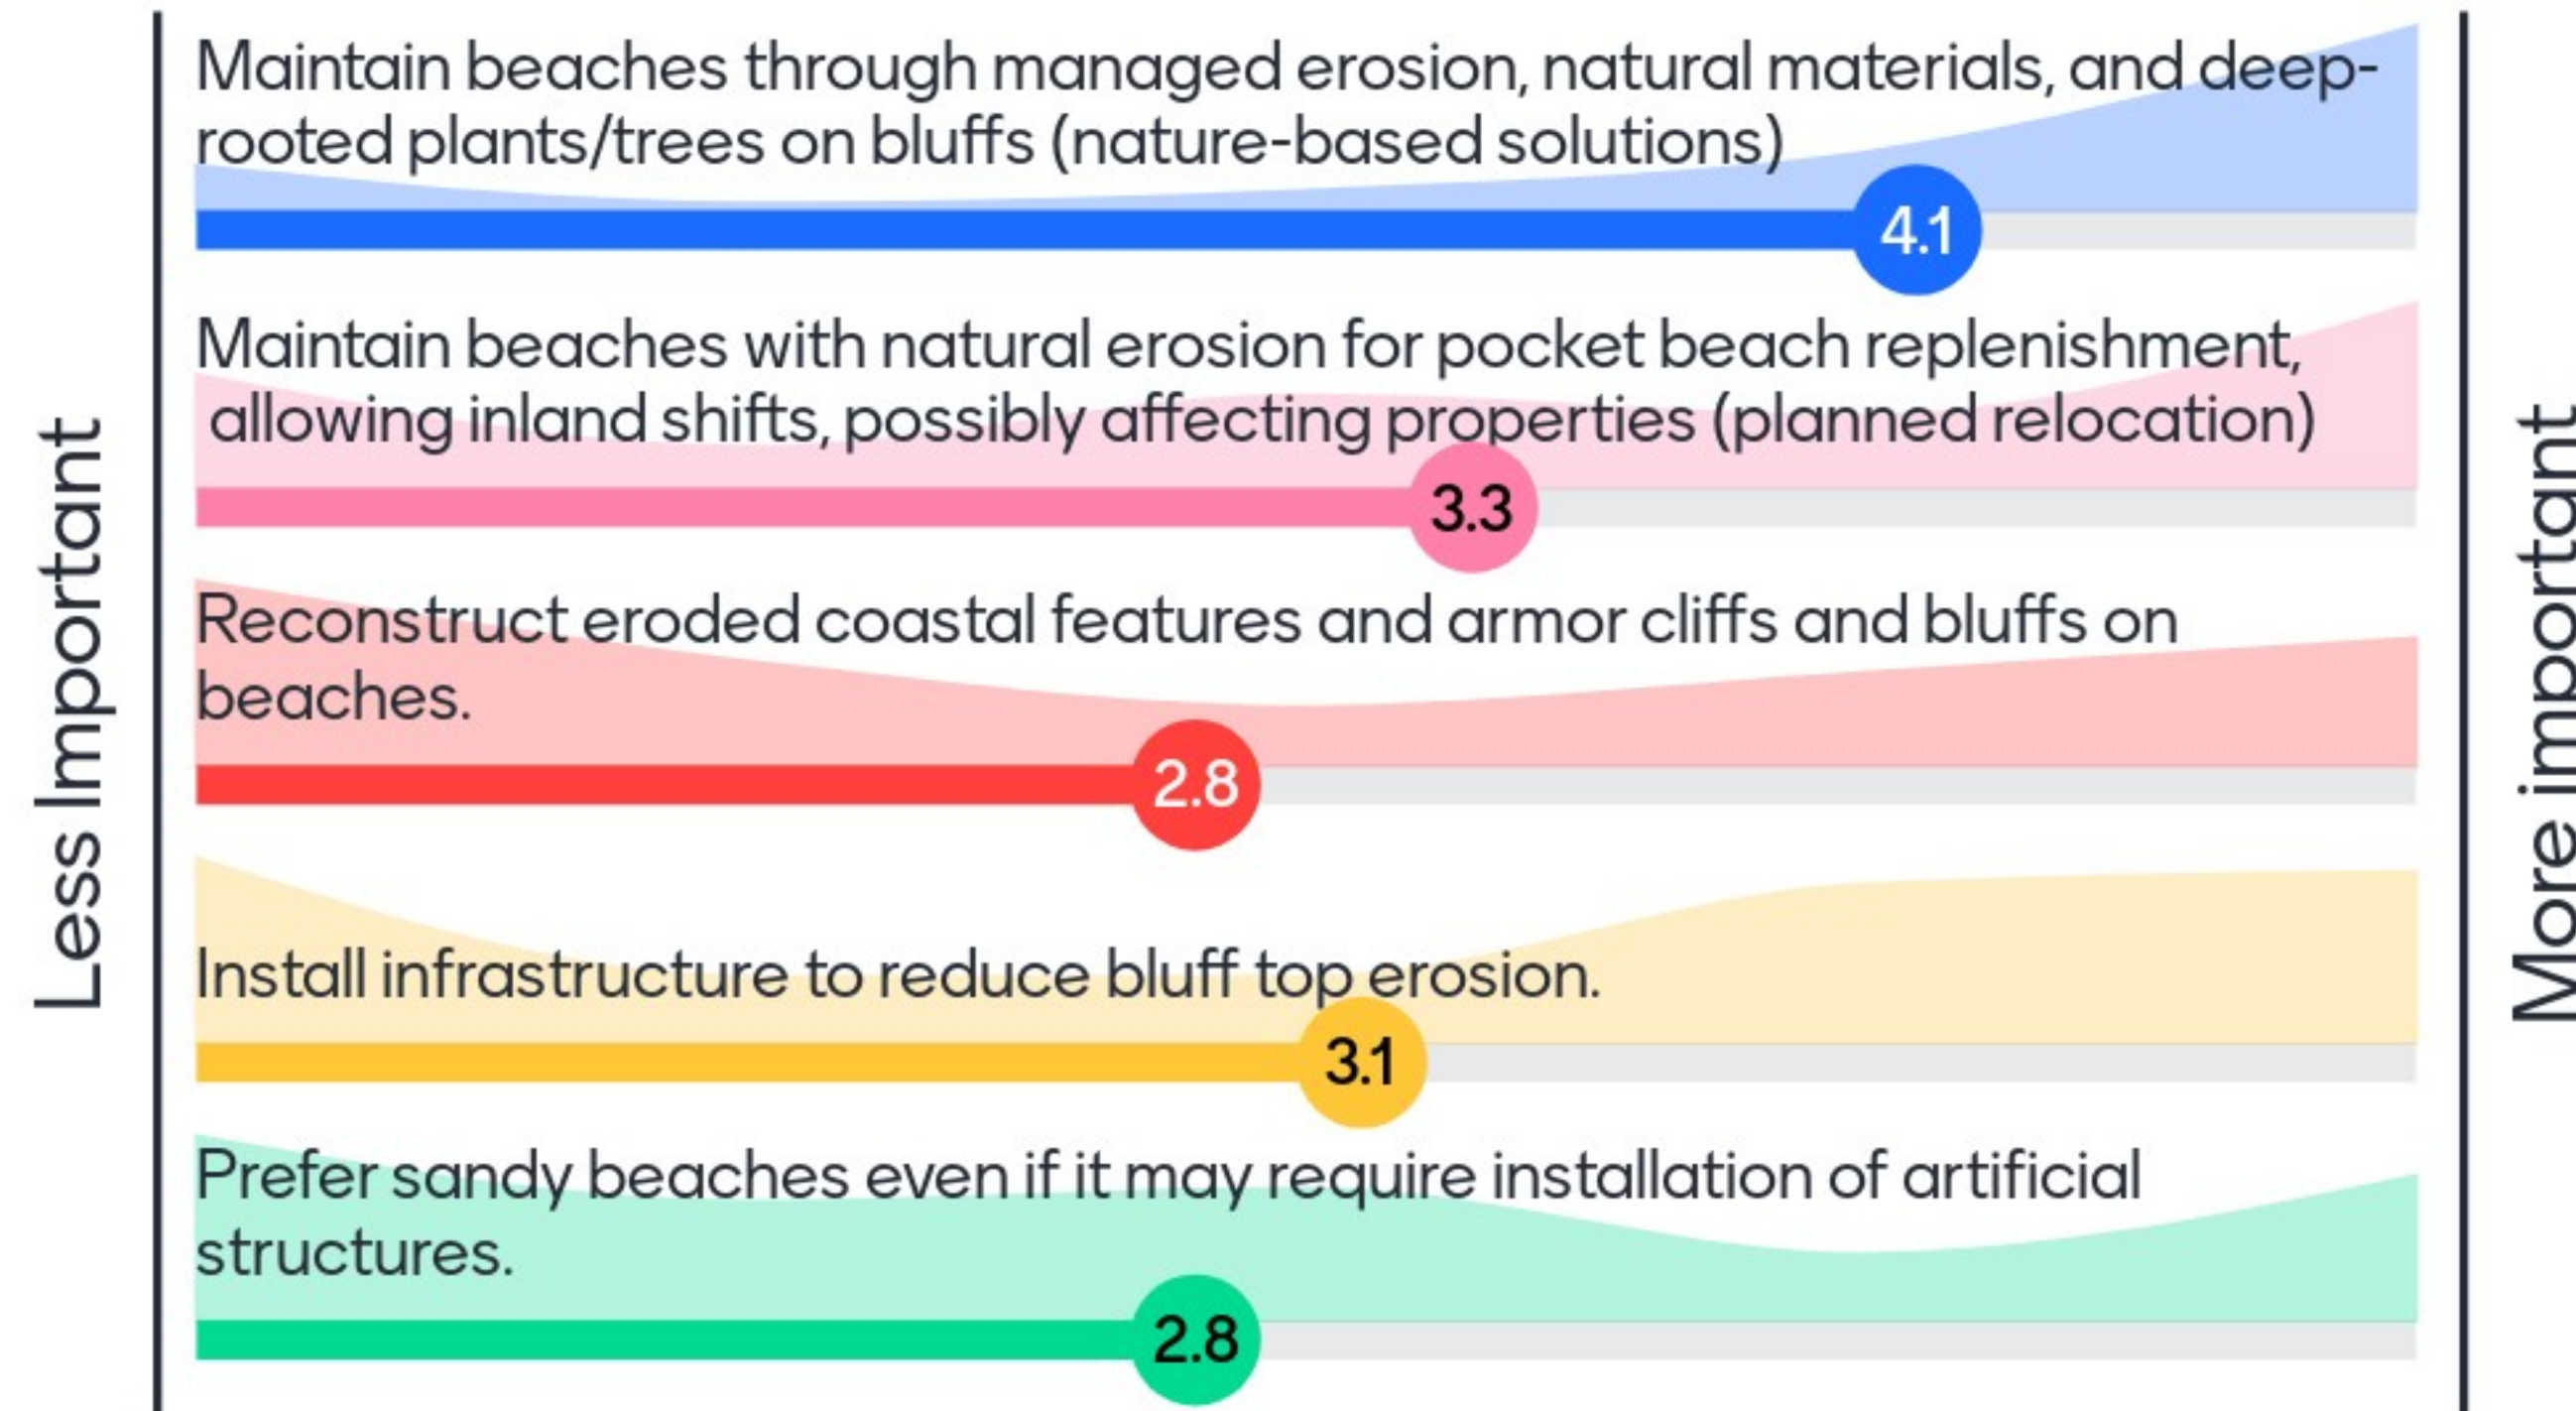 Less Important
Maintain beaches through managed erosion, natural materials, and deep-
rooted plants/trees on bluffs (nature-based solutions)
4.1
Maintain beaches with natural erosion for pocket beach replenishment,
allowing inland shifts, possibly affecting properties (planned relocation)
3.3
Reconstruct eroded coastal features and armor cliffs and bluffs on
beaches.
2.8
Install infrastructure to reduce bluff top erosion.
3.1
Prefer sandy beaches even if it may require installation of artificial
structures.
2.8
More important